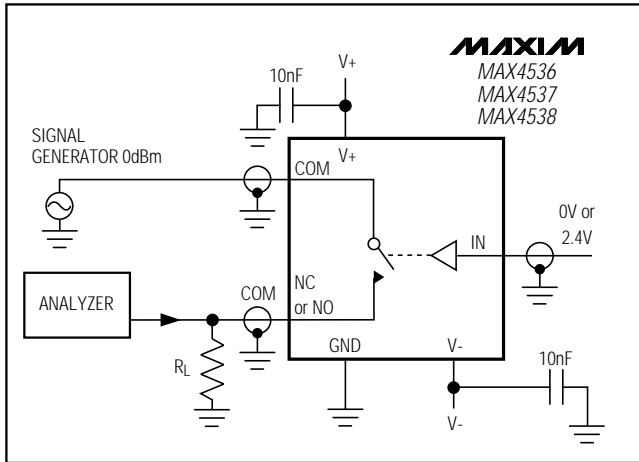 MAXIM
MAX4536
MAX4537
MAX4538
V+
10nF
SIGNAL
GENERATOR 0dBm
V+
COM
0V or
2.4V
IN
NC
or NO
COM
ANALYZER
GND
V-
10nF
RL
V-